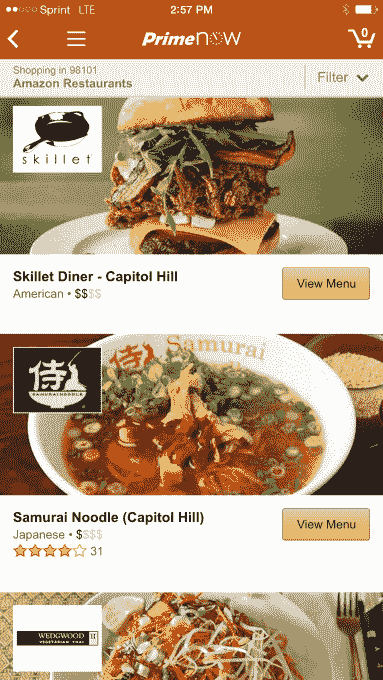 Sprint LTE 2:57 PM
Prime now 0
Shopping in 98101
Amazon Restaurants
Filter
skillet
Skillet Diner - Capitol Hill
American • $$$$
View Menu
侍
SAMURAI NOODLE
Samurai
Samurai Noodle (Capitol Hill)
Japanese • $$$$
31
View Menu
WEDGWOOD II
VEGETARIAN THAI